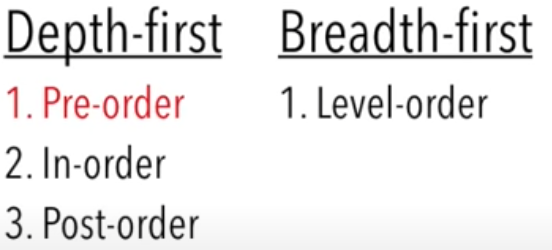 Depth-first
1. Pre-order
2. In-order
3. Post-order
Breadth-first
1. Level-order